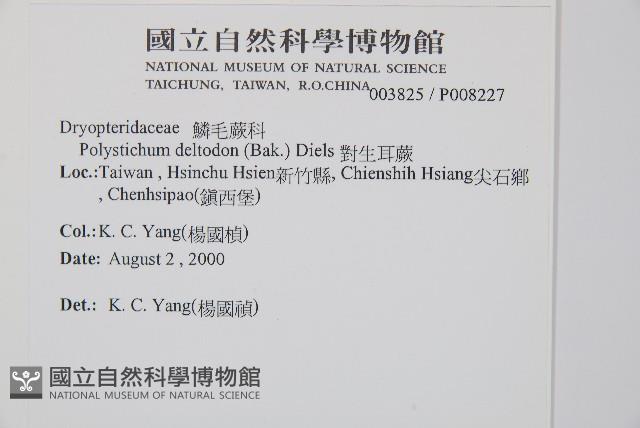 國立自然科學博物館
NATIONAL MUSEUM OF NATURAL SCIENCE
TAICHUNG, TAIWAN, R.O.CHINA 003825 / P008227
Dryopteridaceae 鱗毛蕨科
Polystichum deltodon (Bak.) Diels 對生耳蕨
Loc.:Taiwan , Hsinchu Hsien新竹縣, Chienshih Hsiang尖石鄉
, Chenhsipao(鎮西堡)
Col.:K. C. Yang(楊國楨)
Date: August 2 , 2000
Det.: K. C. Yang(楊國禎)
國立自然科學博物館
NATIONAL MUSEUM OF NATURAL SCIENCE